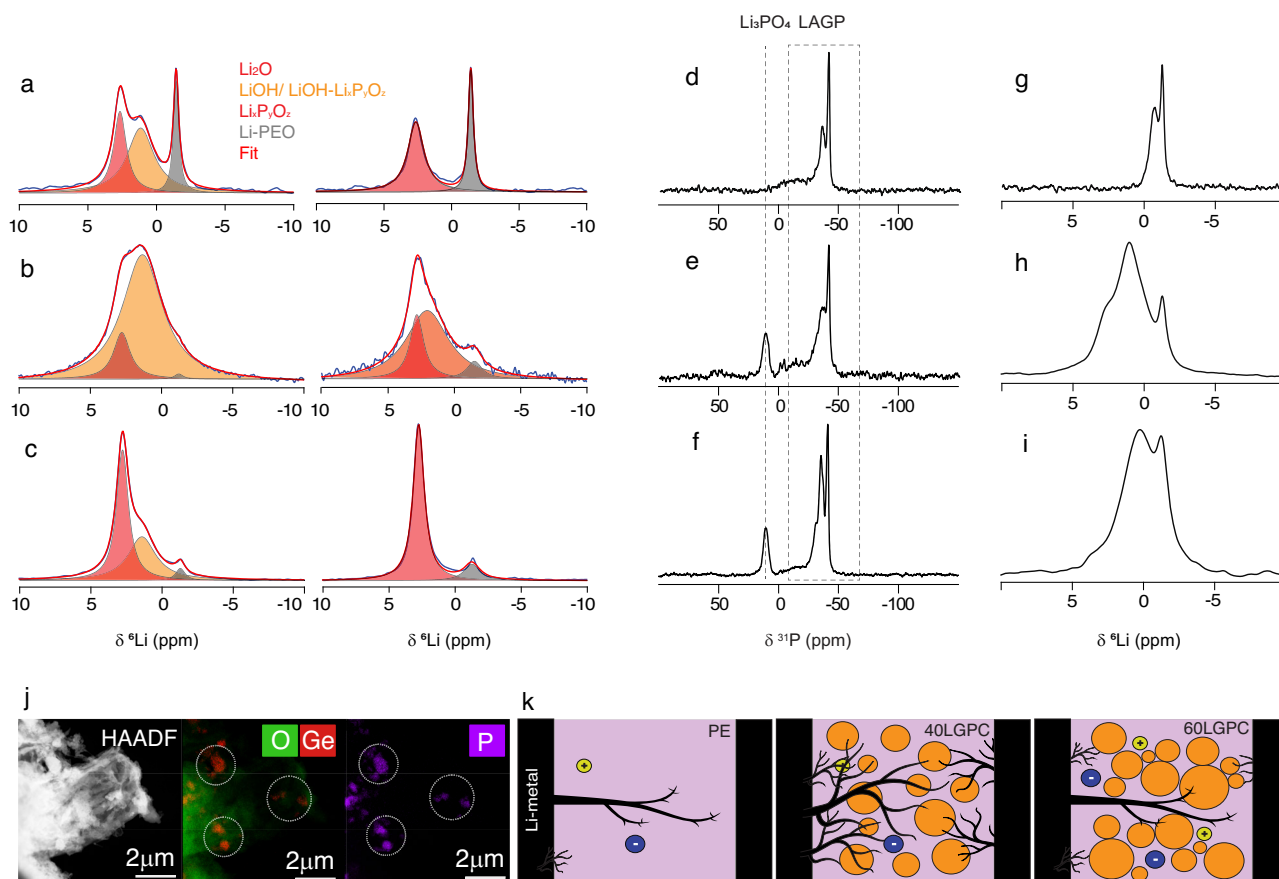 Li₃PO₄ LAGP
a
Li₂O
LiOH/ LiOH-LiₓPᵧO₂
LiₓPᵧO₂
Li-PEO
Fit
10 5 0 -5 -10
10 5 0 -5 -10
d
50 0 -50 -100
g
5 0 -5
b
10 5 0 -5 -10
10 5 0 -5 -10
e
50 0 -50 -100
h
5 0 -5
c
10 5 0 -5 -10
10 5 0 -5 -10
f
50 0 -50 -100
i
5 0 -5
δ ⁶Li (ppm)
δ ⁶Li (ppm)
δ ³¹P (ppm)
δ ⁶Li (ppm)
j
HAADF
O Ge
P
2μm
2μm
2μm
k
Li-metal
PE
+
-
40LGPC
+
-
60LGPC
+
-
+
-